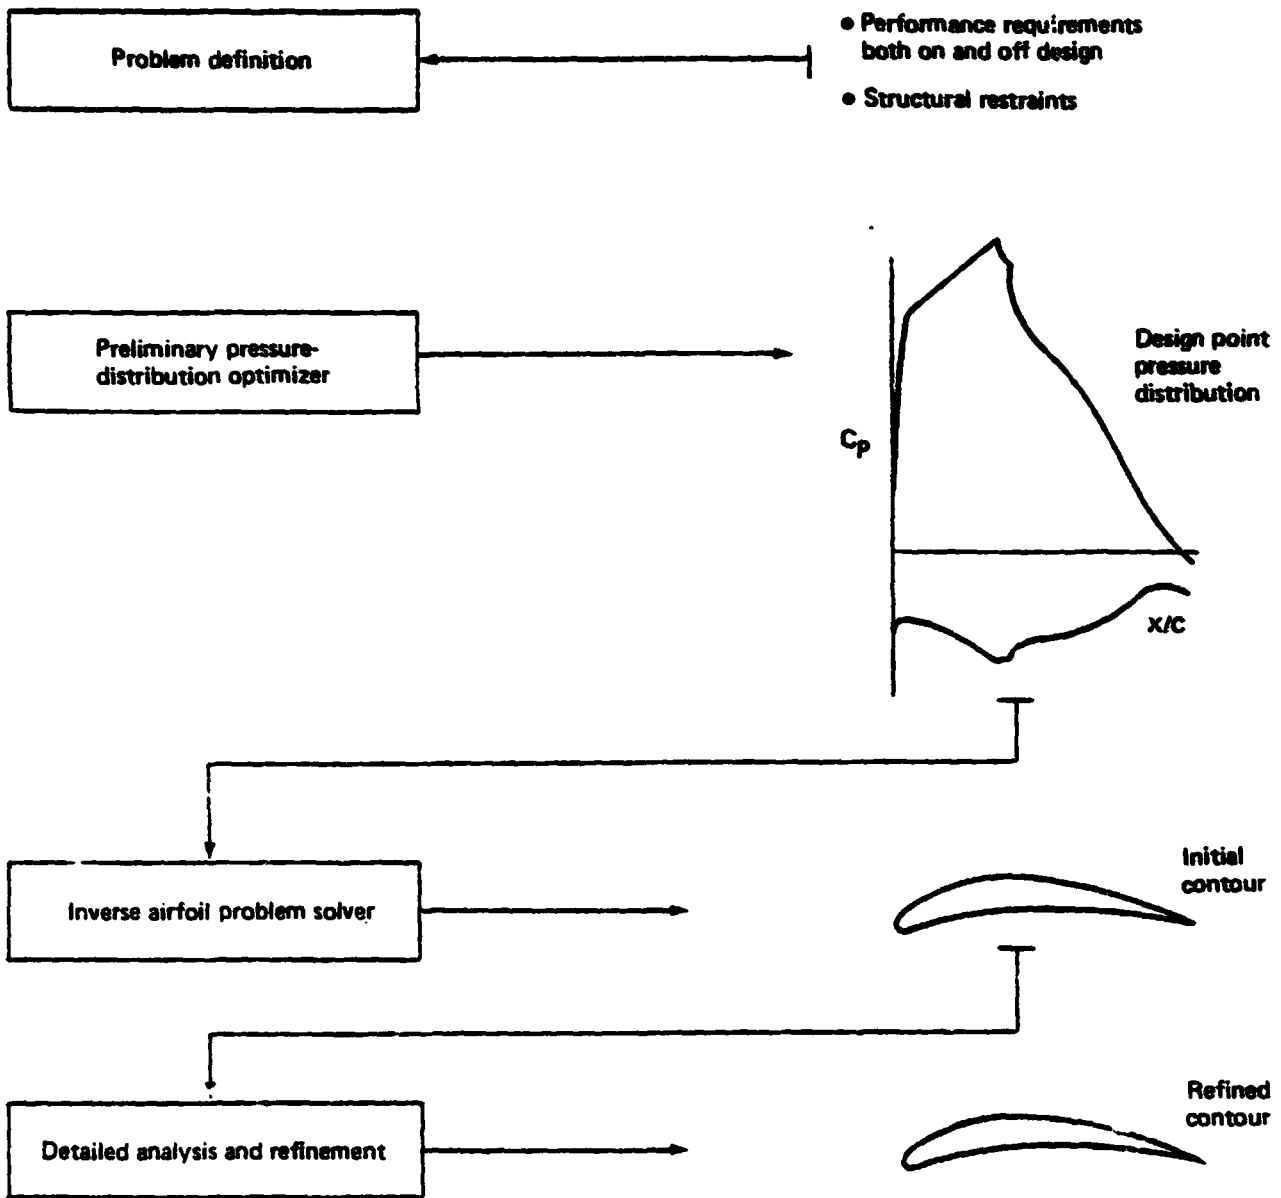 Problem definition
• Performance requirements
both on and off design
• Structural restraints
Preliminary pressure-
distribution optimizer
Design point
pressure
distribution
Cp
X/C
Inverse airfoil problem solver
Initial
contour
Detailed analysis and refinement
Refined
contour